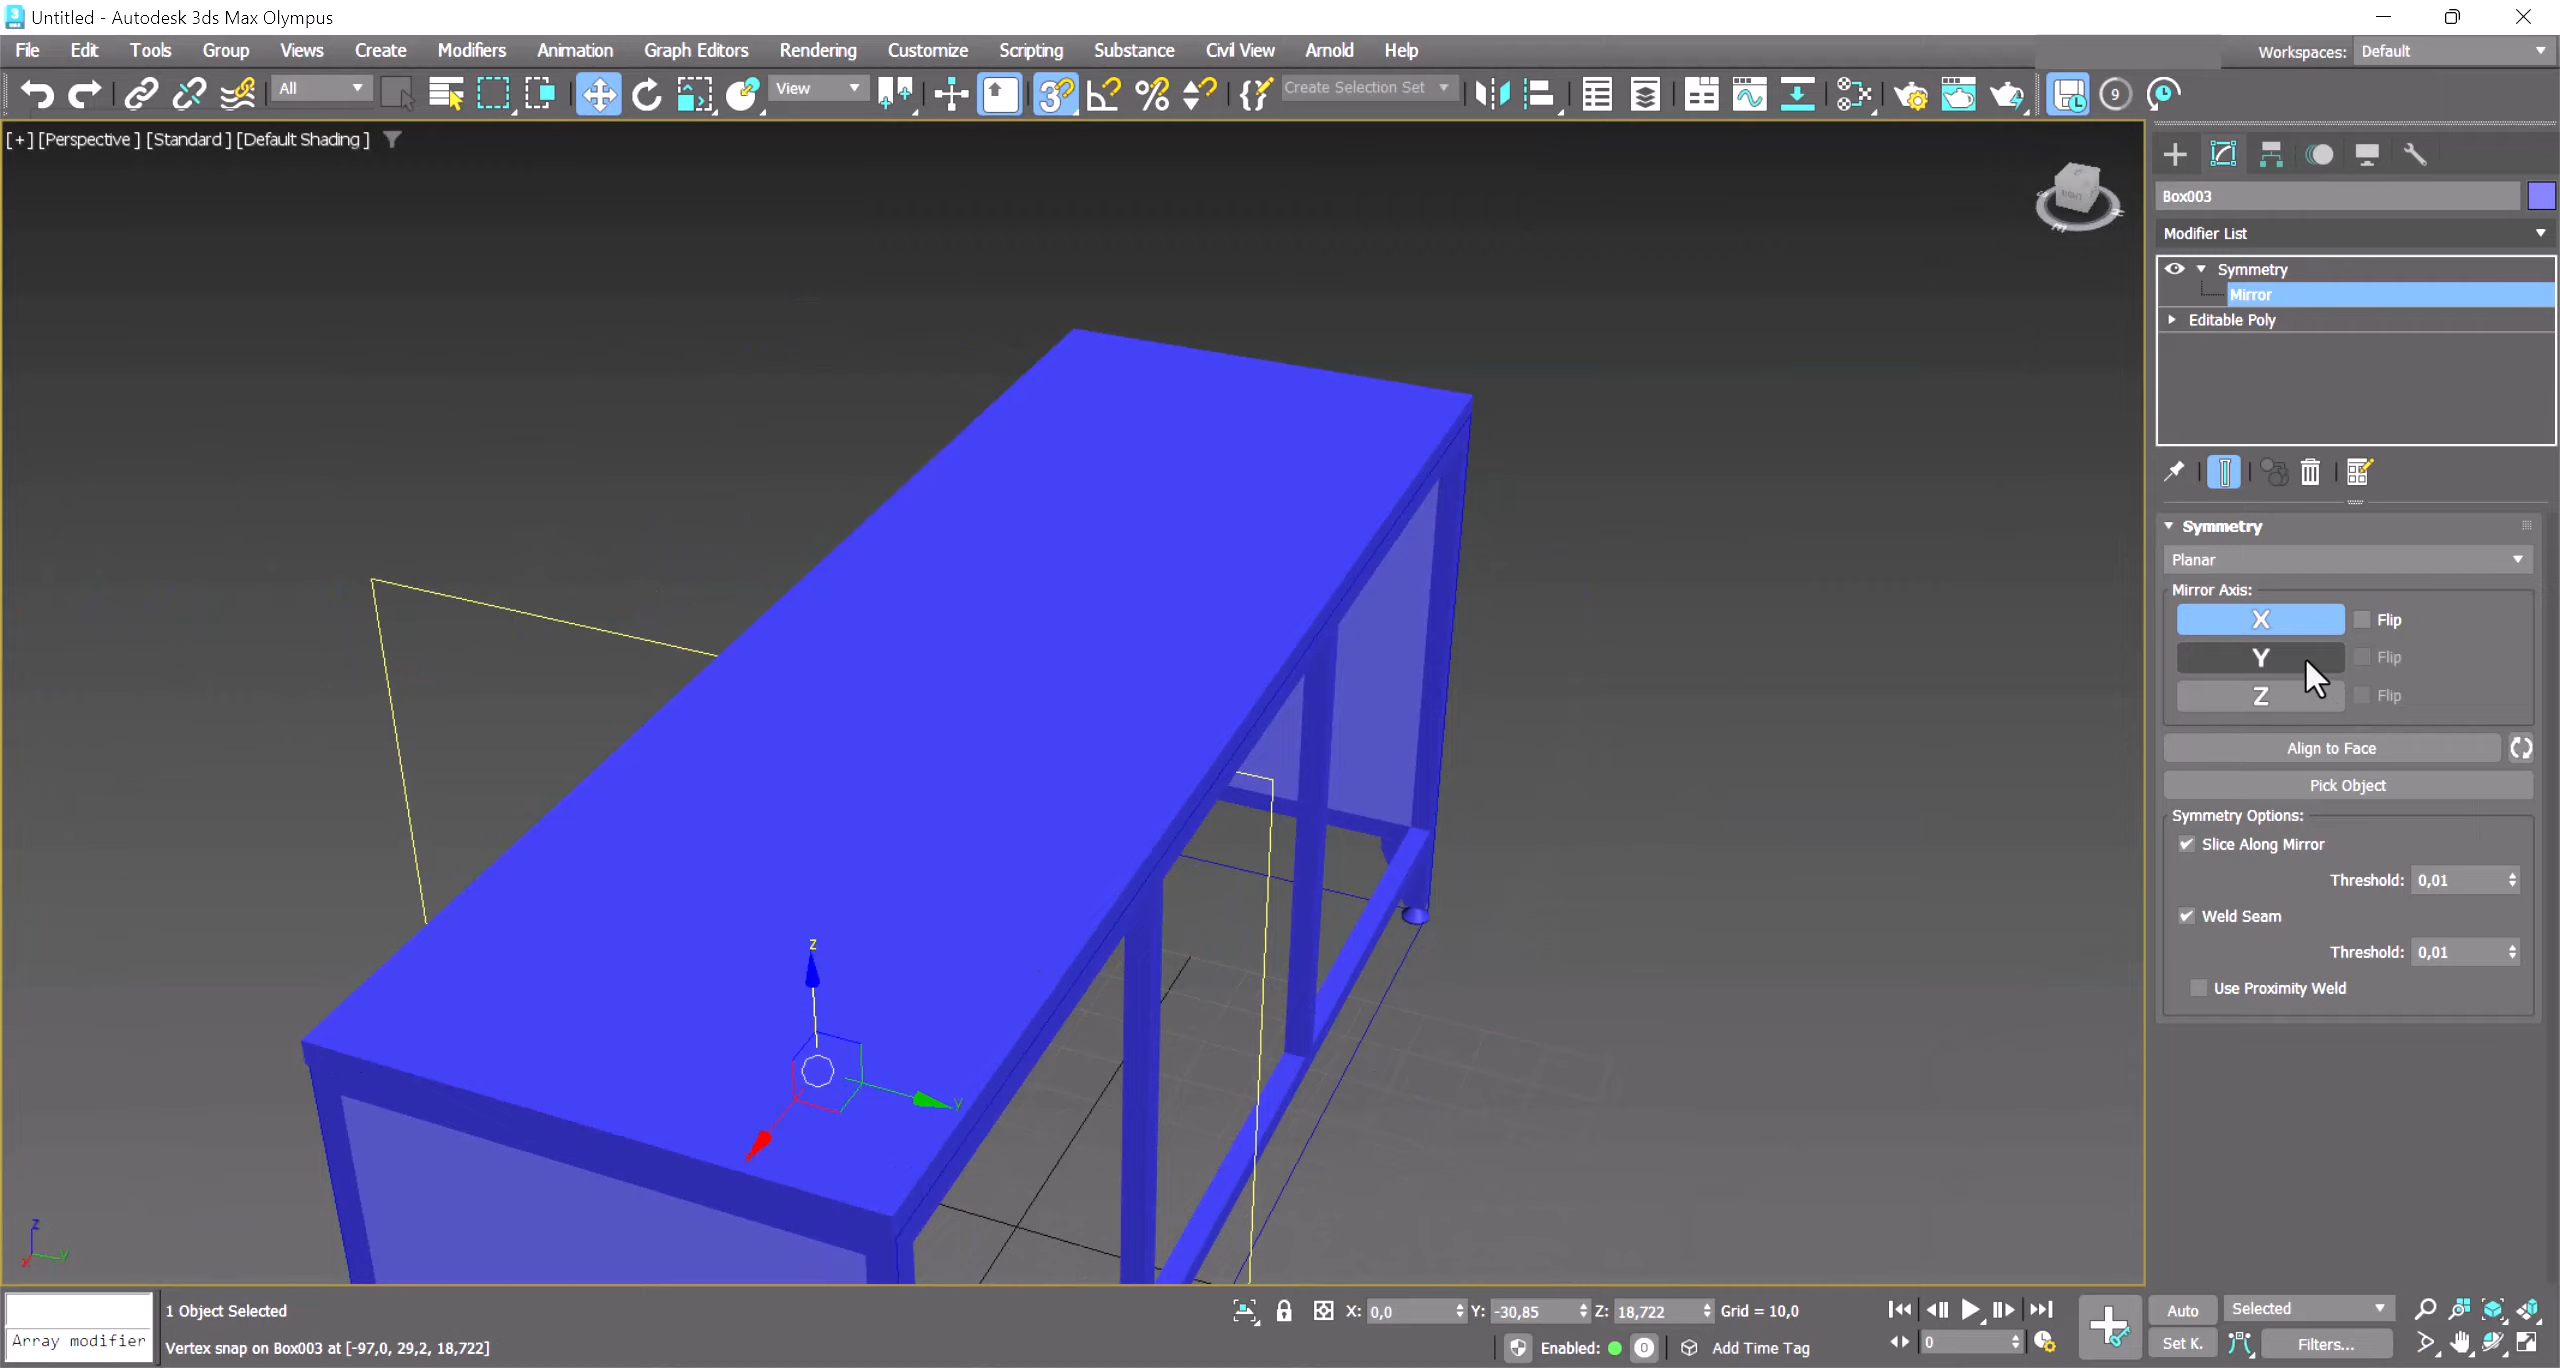 Untitled - Autodesk 3ds Max Olympus
File Edit Tools Group Views Create Modifiers Animation Graph Editors Rendering Customize Scripting Substance Civil View Arnold Help
Workspaces: Default
All View Create Selection Set 9
[+] [Perspective ] [Standard ] [Default Shading ]
Box003
Modifier List
Symmetry
Mirror
Editable Poly
Symmetry
Planar
Mirror Axis:
X Flip
Y Flip
Z Flip
Align to Face
Pick Object
Symmetry Options:
Slice Along Mirror
Threshold: 0,01
Weld Seam
Threshold: 0,01
Use Proximity Weld
z
y
x
z
y
x
Array modifier
1 Object Selected
Vertex snap on Box003 at [-97,0, 29,2, 18,722]
X: 0,0 Y: -30,85 Z: 18,722 Grid = 10,0
Enabled: 0 Add Time Tag
0
Auto Selected
Set K. Filters...